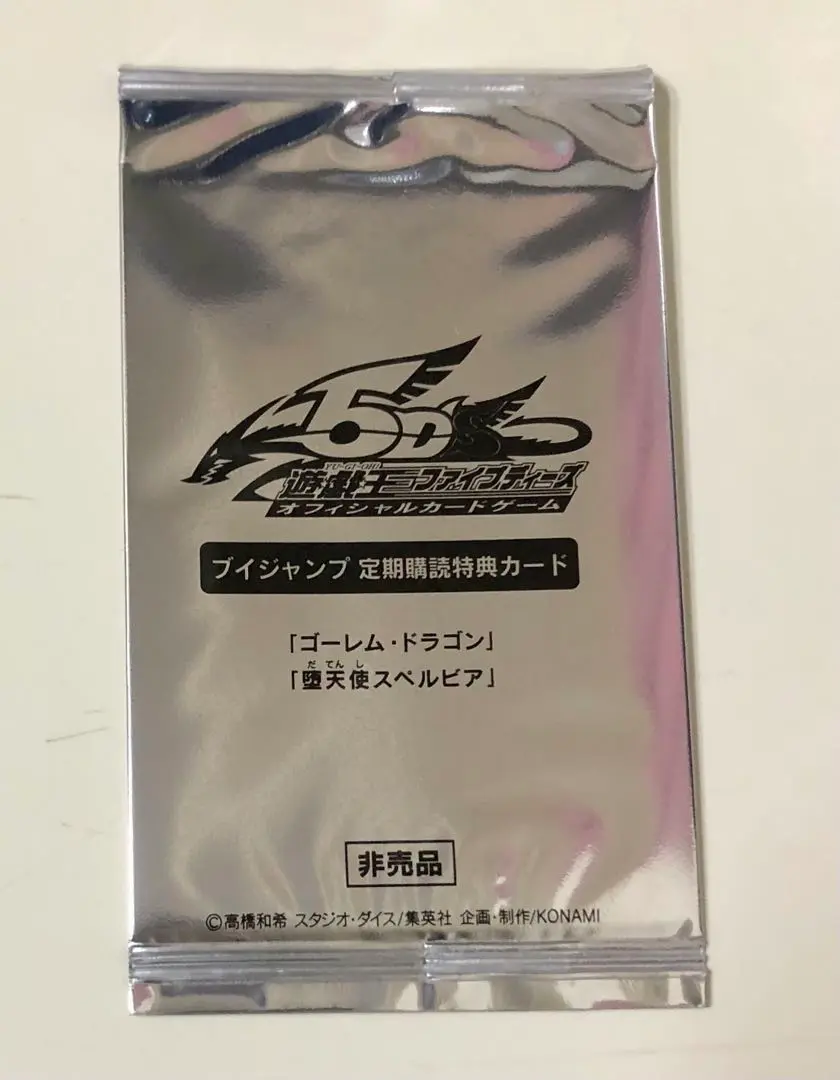 5D's
YU-GI-OH!
遊戯王ファイブディーズ
オフィシャルカードゲーム
ブイジャンプ 定期購読特典カード
「ゴーレム・ドラゴン」
だ てん し
「堕天使スペルビア」
非売品
©高橋和希 スタジオ・ダイス/集英社 企画・制作/KONAMI